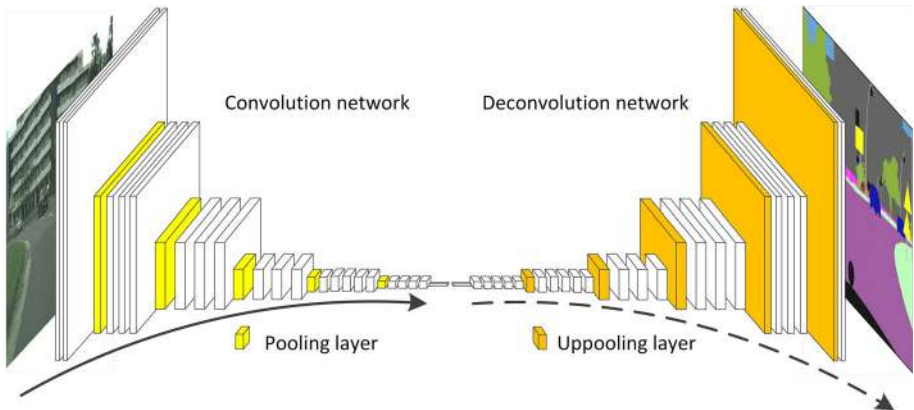 Convolution network
Deconvolution network
Pooling layer
Uppooling layer